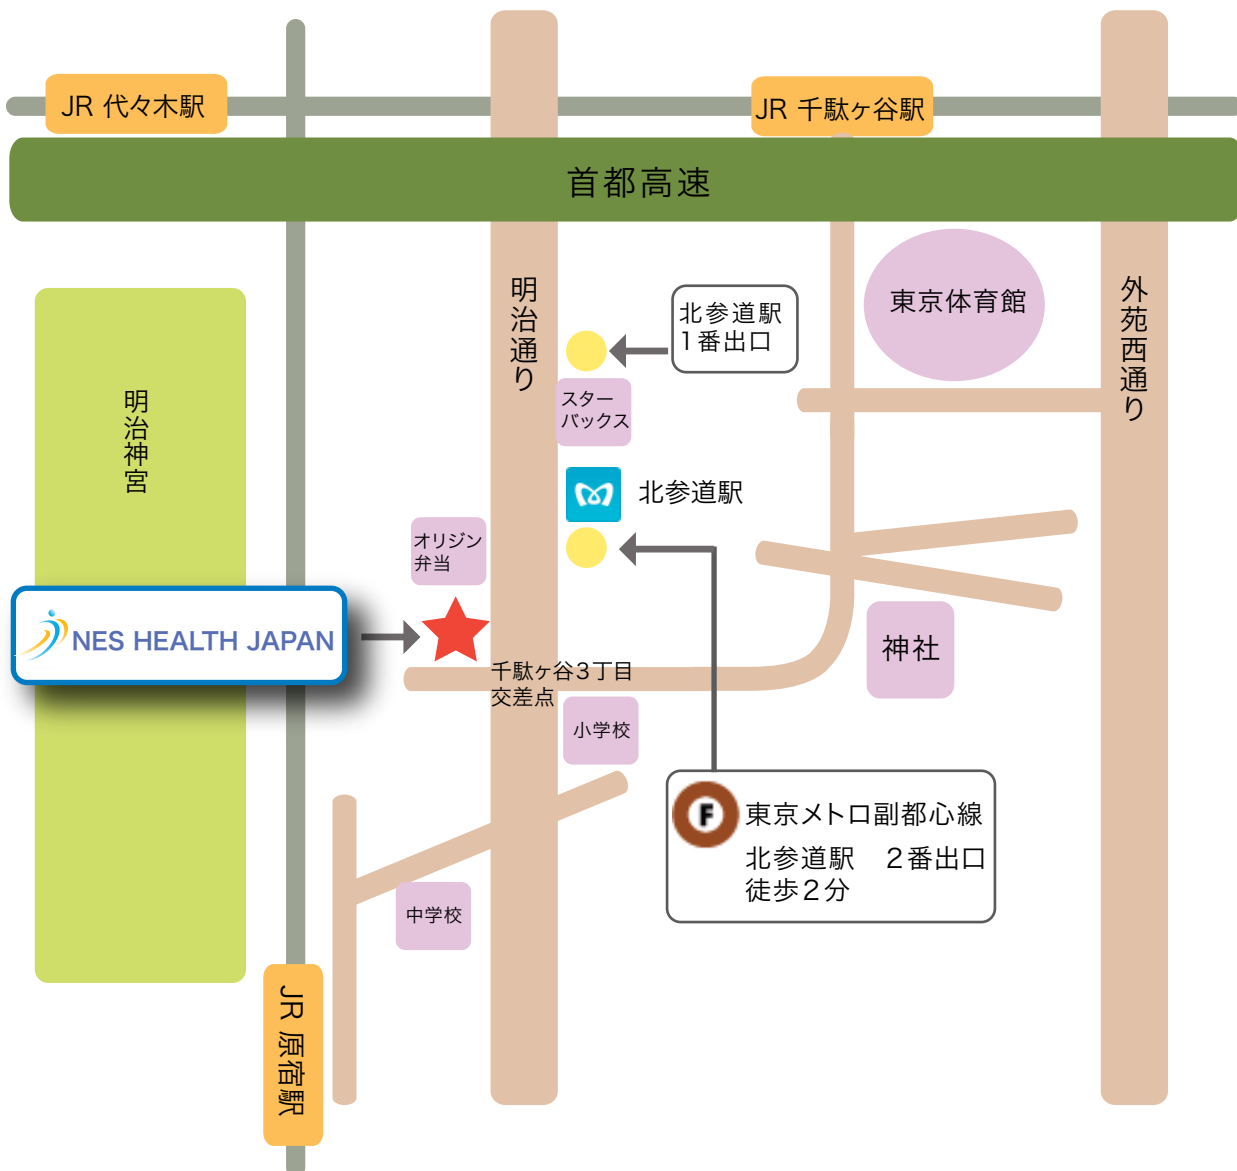 JR 代々木駅
JR 千駄ヶ谷駅
首都高速
明治通り
外苑西通り
東京体育館
北参道駅
1番出口
スター
バックス
明治神宮
北参道駅
オリジン
弁当
NES HEALTH JAPAN
神社
千駄ヶ谷3丁目
交差点
小学校
F
東京メトロ副都心線
北参道駅　2番出口
徒歩2分
中学校
JR 原宿駅